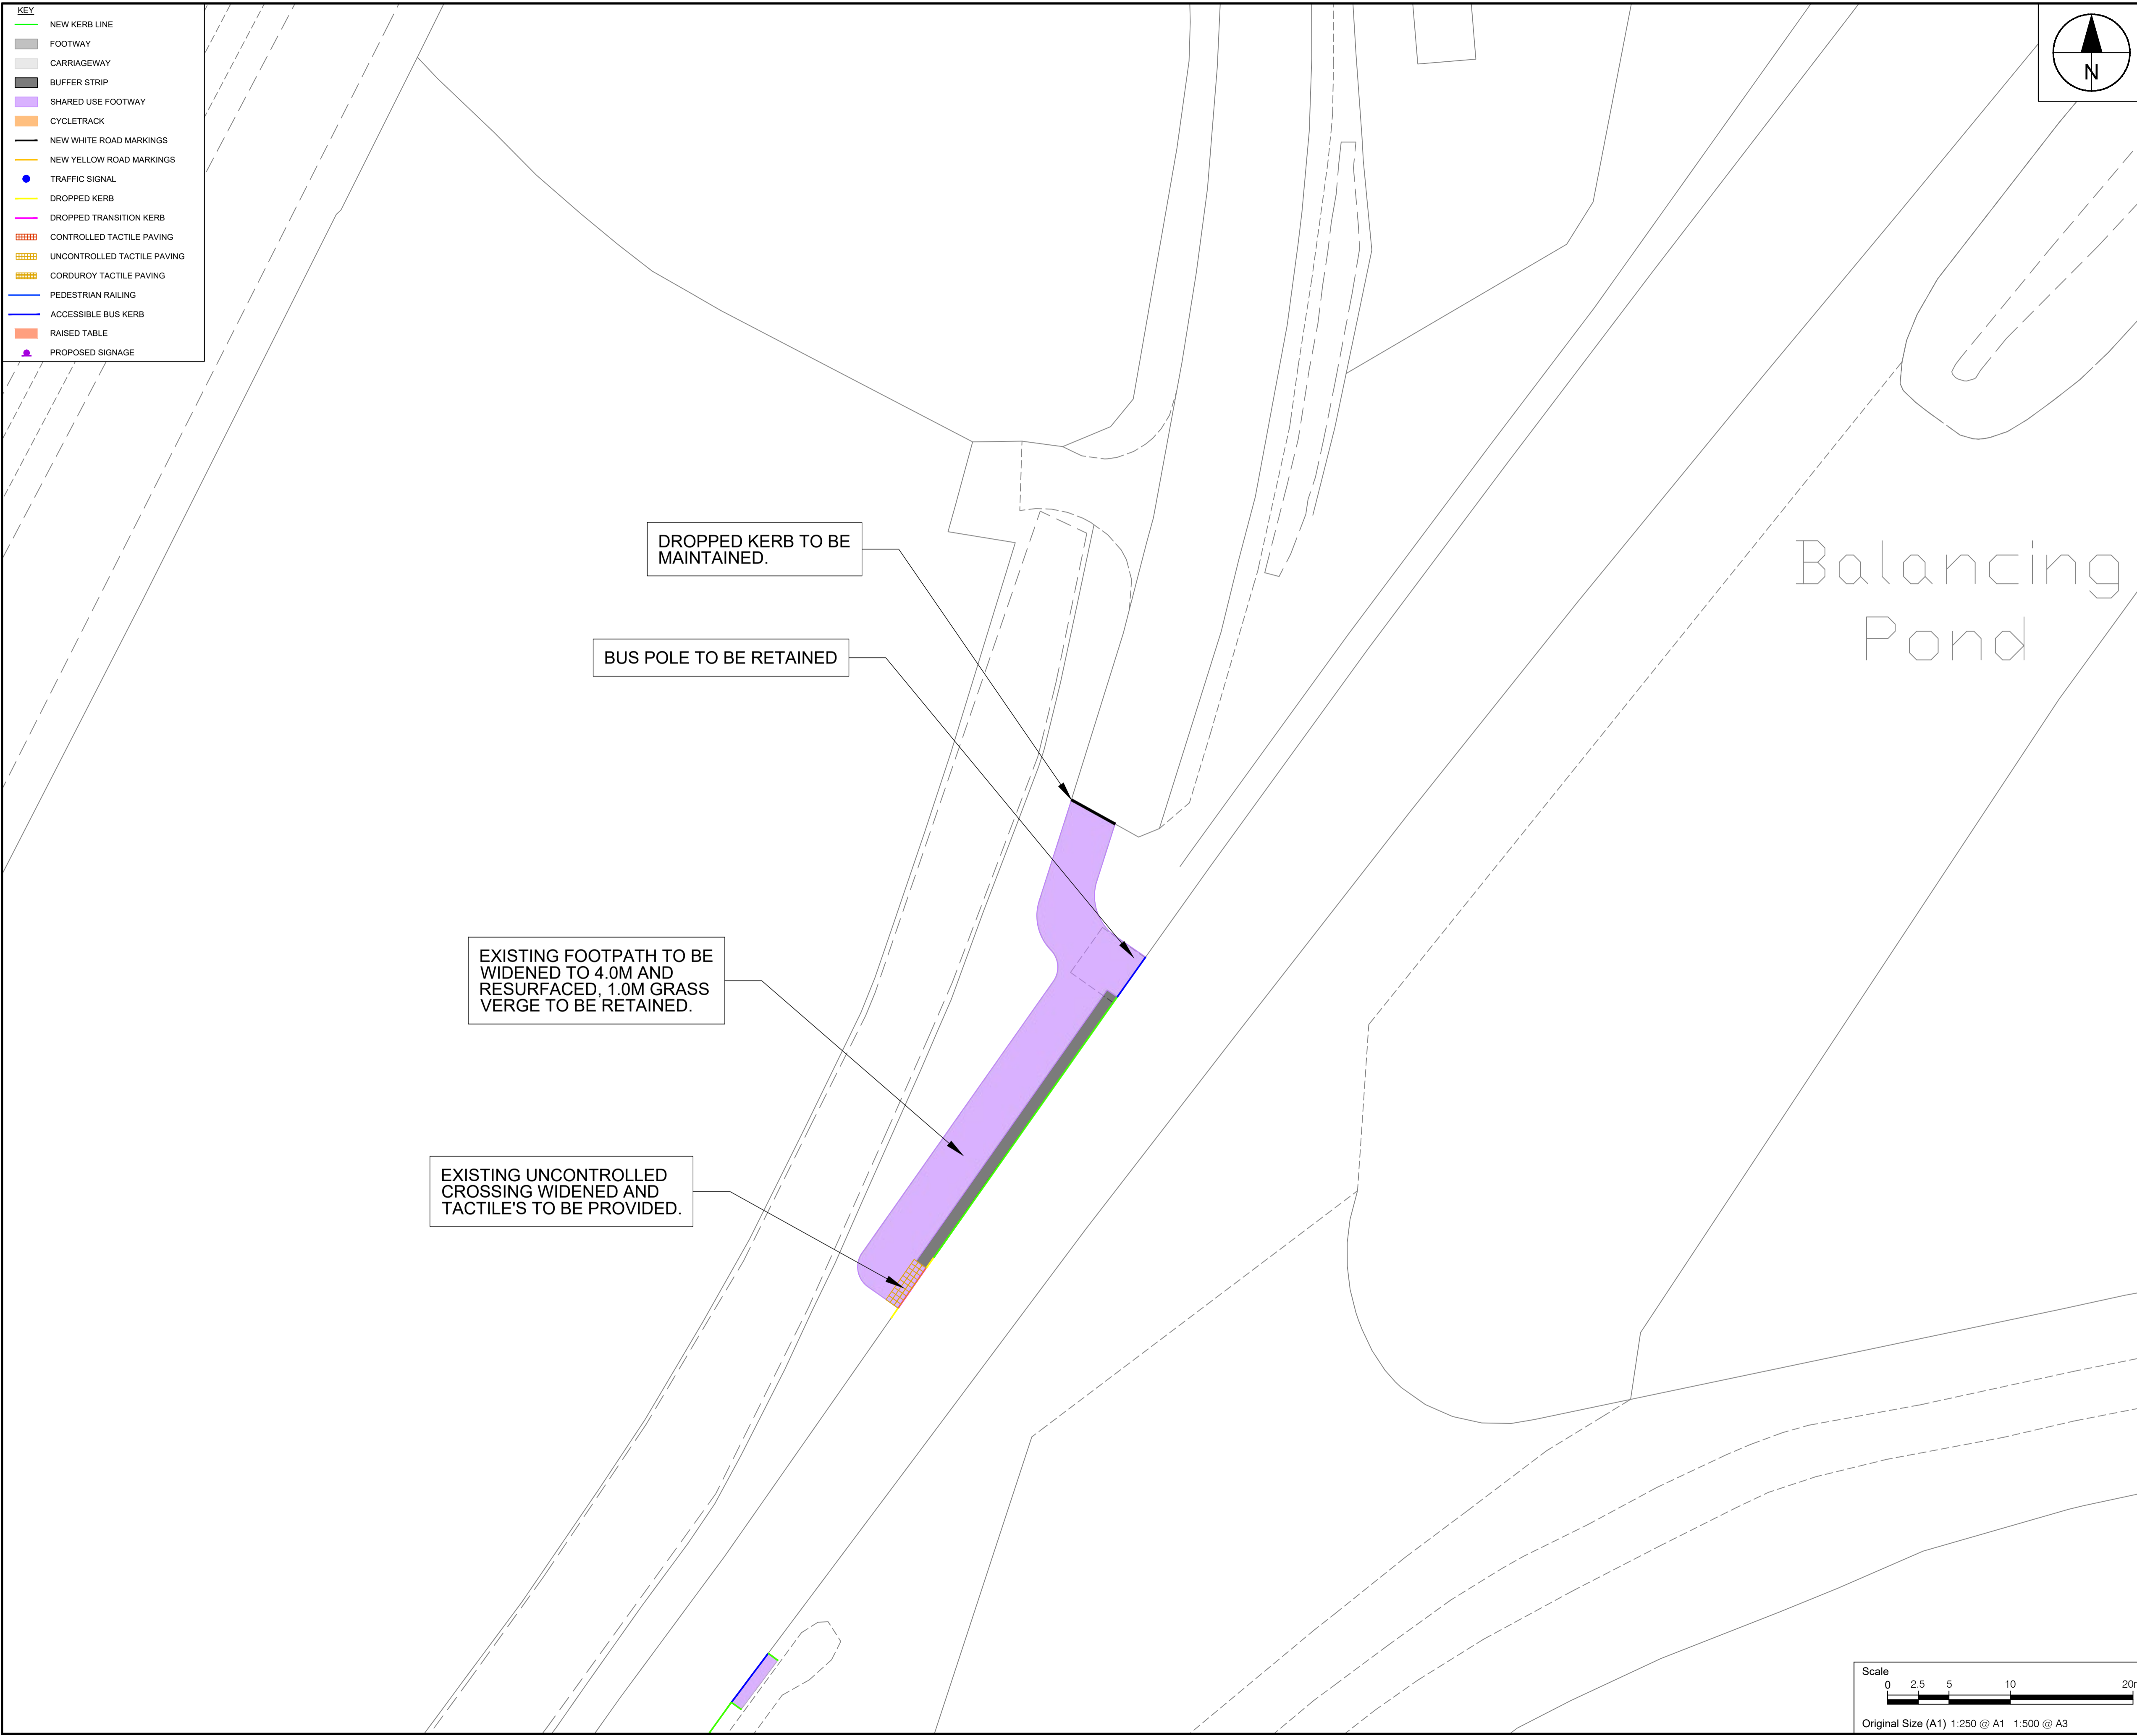 KEY
NEW KERB LINE
FOOTWAY
CARRIAGEWAY
BUFFER STRIP
SHARED USE FOOTWAY
CYCLETRACK
NEW WHITE ROAD MARKINGS
NEW YELLOW ROAD MARKINGS
TRAFFIC SIGNAL
DROPPED KERB
DROPPED TRANSITION KERB
CONTROLLED TACTILE PAVING
UNCONTROLLED TACTILE PAVING
CORDUROY TACTILE PAVING
PEDESTRIAN RAILING
ACCESSIBLE BUS KERB
RAISED TABLE
PROPOSED SIGNAGE
N
DROPPED KERB TO BE
MAINTAINED.
BUS POLE TO BE RETAINED
Balancing
Pond
EXISTING FOOTPATH TO BE
WIDENED TO 4.0M AND
RESURFACED, 1.0M GRASS
VERGE TO BE RETAINED.
EXISTING UNCONTROLLED
CROSSING WIDENED AND
TACTILE'S TO BE PROVIDED.
Scale
0 2.5 5 10 20m
Original Size (A1) 1:250 @ A1 1:500 @ A3